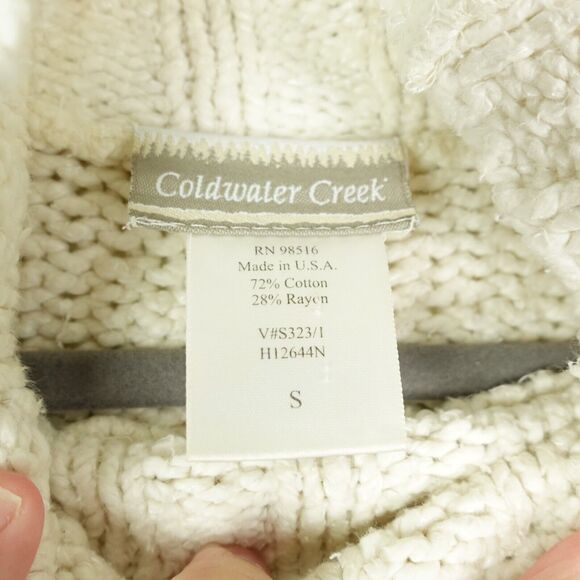 Coldwater Creek
RN 98516
Made in U.S.A.
72% Cotton
28% Rayon
V#S323/1
H12644N
S